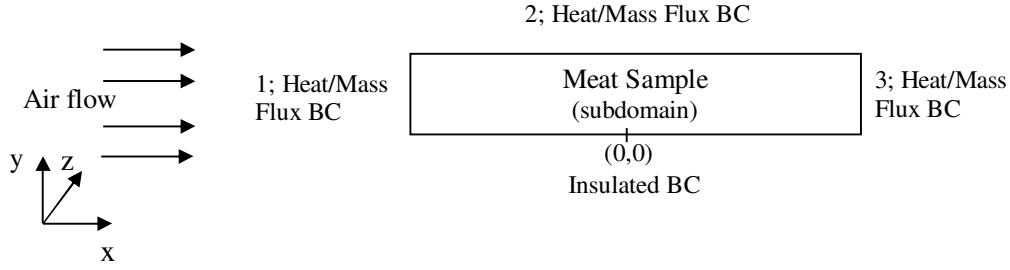 2; Heat/Mass Flux BC
Air flow
1; Heat/Mass
Flux BC
Meat Sample
(subdomain)
3; Heat/Mass
Flux BC
(0,0)
Insulated BC
y
z
x